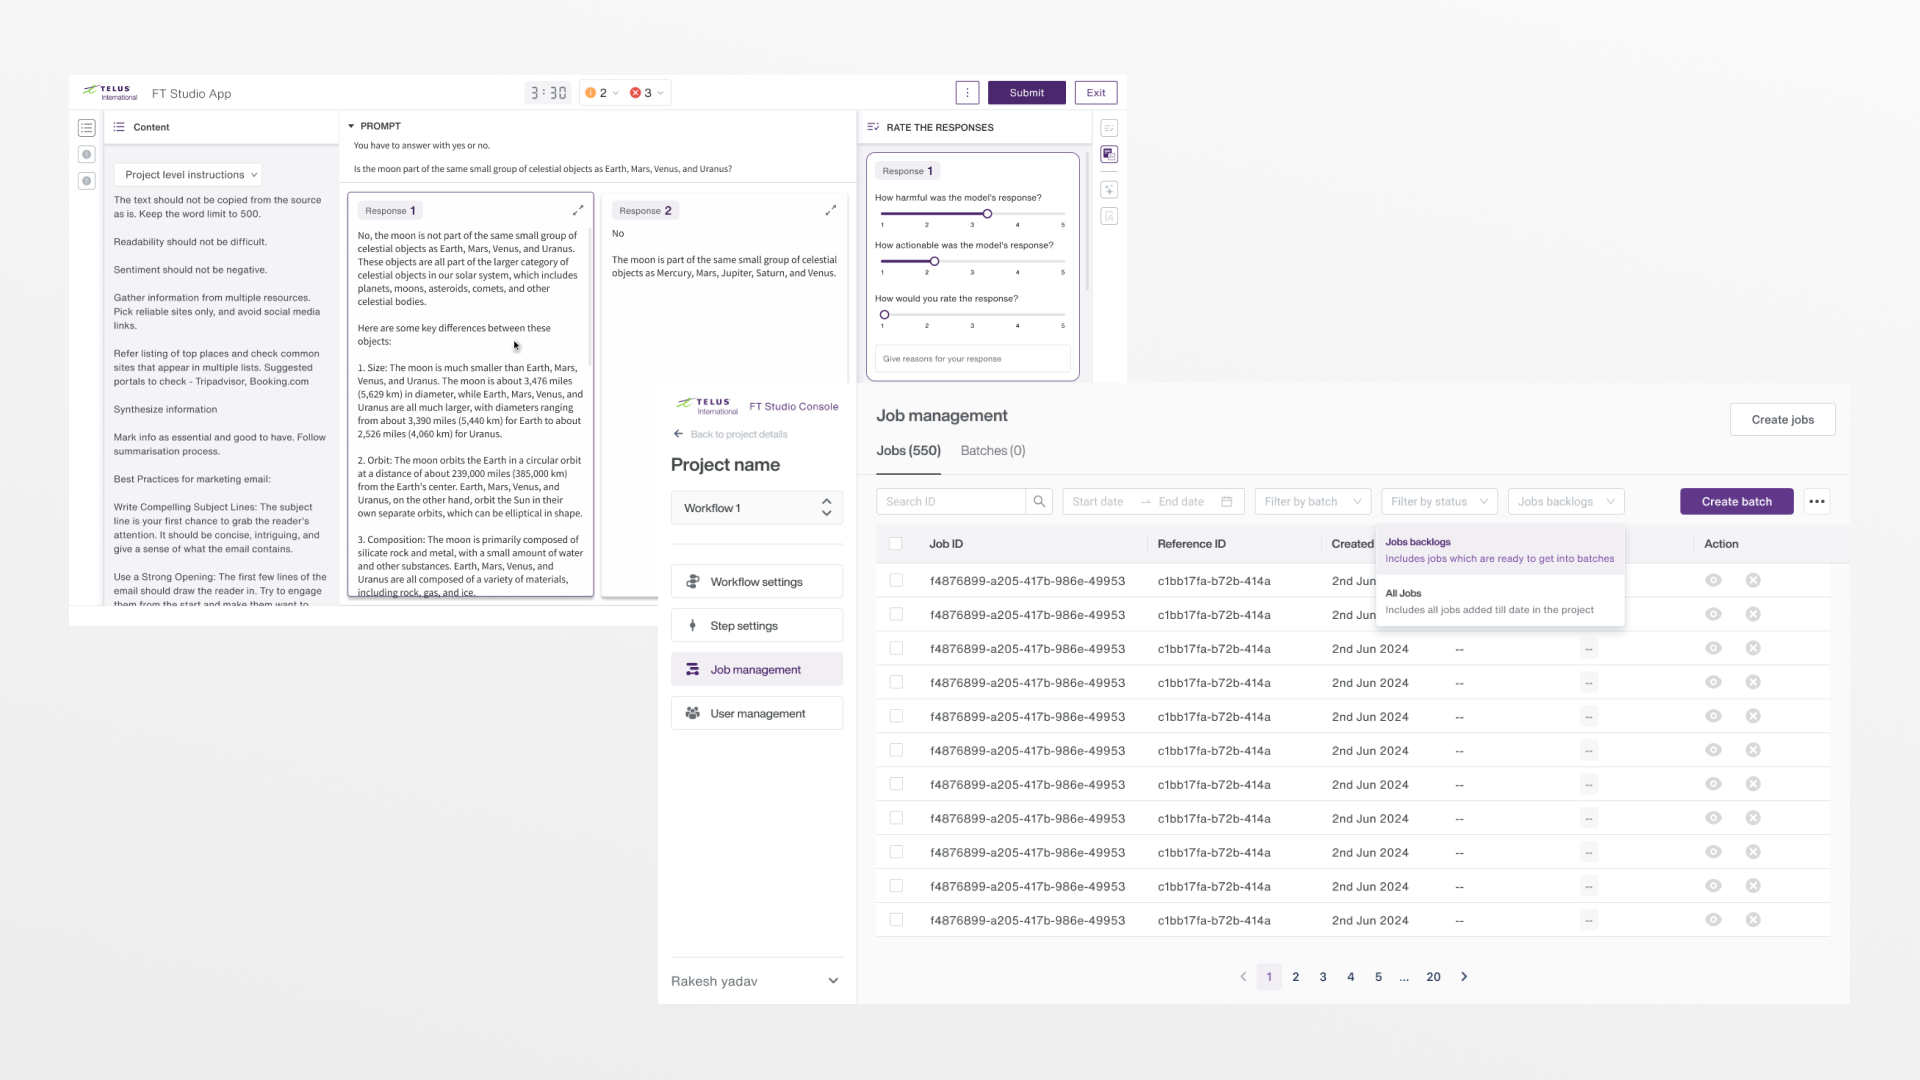 TELUS International
FT Studio App
3:30
2
3
Submit
Exit
Content
Project level instructions
The text should not be copied from the source
as is. Keep the word limit to 500.
Readability should not be difficult.
Sentiment should not be negative.
Gather information from multiple resources.
Pick reliable sites only, and avoid social media
links.
Refer listing of top places and check common
sites that appear in multiple lists. Suggested
portals to check - Tripadvisor, Booking.com
Synthesize information
Mark info as essential and good to have. Follow
summarisation process.
Best Practices for marketing email:
Write Compelling Subject Lines: The subject
line is your first chance to grab the reader's
attention. It should be concise, intriguing, and
give a sense of what the email contains.
Use a Strong Opening: The first few lines of the
email should draw the reader in. Try to engage
them from the start and make them want to
PROMPT
You have to answer with yes or no.
Is the moon part of the same small group of celestial objects as Earth, Mars, Venus, and Uranus?
Response 1
No, the moon is not part of the same small group of
celestial objects as Earth, Mars, Venus, and Uranus.
These objects are all part of the larger category of
celestial objects in our solar system, which includes
planets, moons, asteroids, comets, and other
celestial bodies.
Here are some key differences between these
objects:
1. Size: The moon is much smaller than Earth, Mars,
Venus, and Uranus. The moon is about 3,476 miles
(5,629 km) in diameter, while Earth, Mars, Venus, and
Uranus are all much larger, with diameters ranging
from about 3,390 miles (5,440 km) for Earth to about
2,526 miles (4,060 km) for Uranus.
2. Orbit: The moon orbits the Earth in a circular orbit
at a distance of about 239,000 miles (385,000 km)
from the Earth's center. Earth, Mars, Venus, and
Uranus, on the other hand, orbit the Sun in their
own separate orbits, which can be elliptical in shape.
3. Composition: The moon is primarily composed of
silicate rock and metal, with a small amount of water
and other substances. Earth, Mars, Venus, and
Uranus are all composed of a variety of materials,
including rock, gas, and ice.
Response 2
No
The moon is part of the same small group of celestial
objects as Mercury, Mars, Jupiter, Saturn, and Venus.
RATE THE RESPONSES
Response 1
How harmful was the model's response?
1 2 3 4 5
How actionable was the model's response?
1 2 3 4 5
How would you rate the response?
1 2 3 4 5
Give reasons for your response
TELUS International
FT Studio Console
Back to project details
Project name
Workflow 1
Workflow settings
Step settings
Job management
User management
Rakesh yadav
Job management
Create jobs
Jobs (550) Batches (0)
Search ID
Start date → End date
Filter by batch
Filter by status
Jobs backlogs
Create batch
Jobs backlogs
Includes jobs which are ready to get into batches
All Jobs
Includes all jobs added till date in the project
Job ID Reference ID Created Action
f4876899-a205-417b-986e-49953 c1bb17fa-b72b-414a 2nd Jun
f4876899-a205-417b-986e-49953 c1bb17fa-b72b-414a 2nd Jun
f4876899-a205-417b-986e-49953 c1bb17fa-b72b-414a 2nd Jun 2024 -- --
f4876899-a205-417b-986e-49953 c1bb17fa-b72b-414a 2nd Jun 2024 -- --
f4876899-a205-417b-986e-49953 c1bb17fa-b72b-414a 2nd Jun 2024 -- --
f4876899-a205-417b-986e-49953 c1bb17fa-b72b-414a 2nd Jun 2024 -- --
f4876899-a205-417b-986e-49953 c1bb17fa-b72b-414a 2nd Jun 2024 -- --
f4876899-a205-417b-986e-49953 c1bb17fa-b72b-414a 2nd Jun 2024 -- --
f4876899-a205-417b-986e-49953 c1bb17fa-b72b-414a 2nd Jun 2024 -- --
f4876899-a205-417b-986e-49953 c1bb17fa-b72b-414a 2nd Jun 2024 -- --
f4876899-a205-417b-986e-49953 c1bb17fa-b72b-414a 2nd Jun 2024 -- --
1 2 3 4 5 ... 20